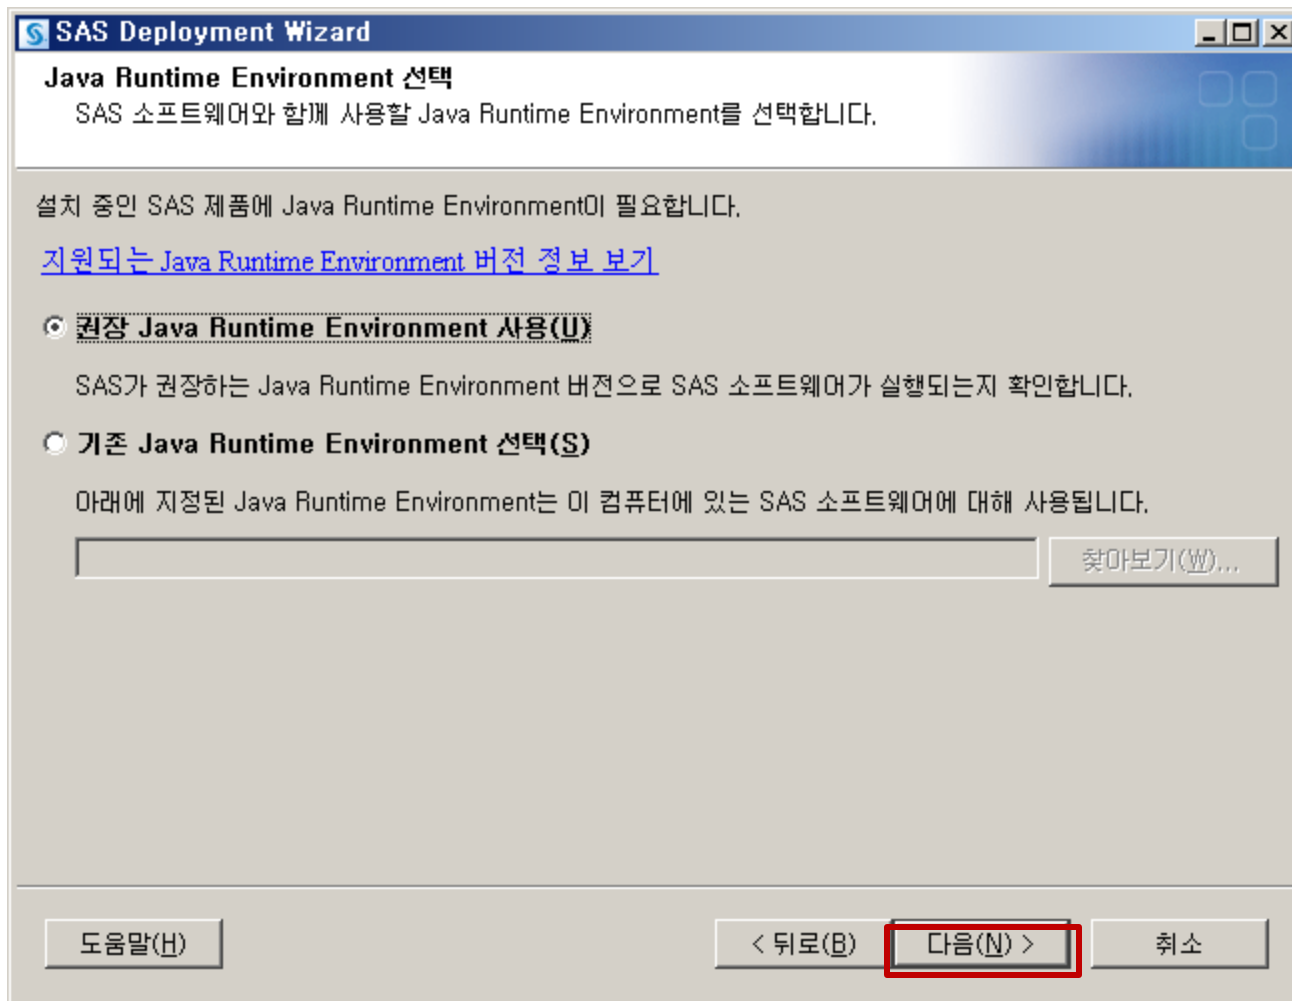 SAS Deployment Wizard
Java Runtime Environment 선택
SAS 소프트웨어와 함께 사용할 Java Runtime Environment를 선택합니다.
설치 중인 SAS 제품에 Java Runtime Environment이 필요합니다.
지원되는 Java Runtime Environment 버전 정보 보기
권장 Java Runtime Environment 사용(U)
SAS가 권장하는 Java Runtime Environment 버전으로 SAS 소프트웨어가 실행되는지 확인합니다.
기존 Java Runtime Environment 선택(S)
아래에 지정된 Java Runtime Environment는 이 컴퓨터에 있는 SAS 소프트웨어에 대해 사용됩니다.
찾아보기(W)...
도움말(H)
< 뒤로(B)
다음(N) >
취소